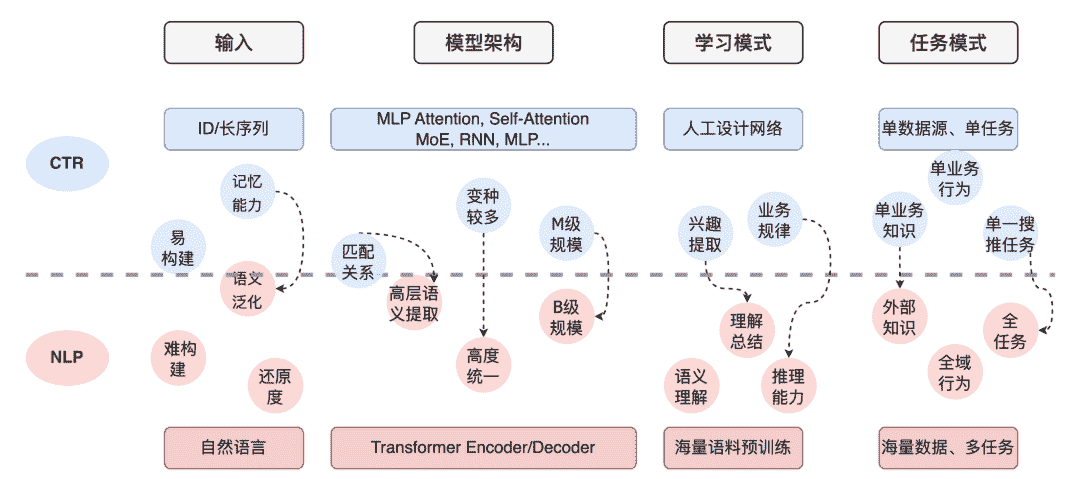 输入
模型架构
学习模式
任务模式
CTR
ID/长序列
MLP Attention, Self-Attention
MoE, RNN, MLP...
人工设计网络
单数据源、单任务
记忆
能力
易
构建
变种
较多
匹配
关系
M级
规模
兴趣
提取
业务
规律
单业务
行为
单业务
知识
单一搜
推任务
NLP
语义
泛化
难构
建
还原
度
高层语
义提取
高度
统一
B级
规模
理解
总结
语义
理解
推理
能力
外部
知识
全
任务
全域
行为
自然语言
Transformer Encoder/Decoder
海量语料预训练
海量数据、多任务